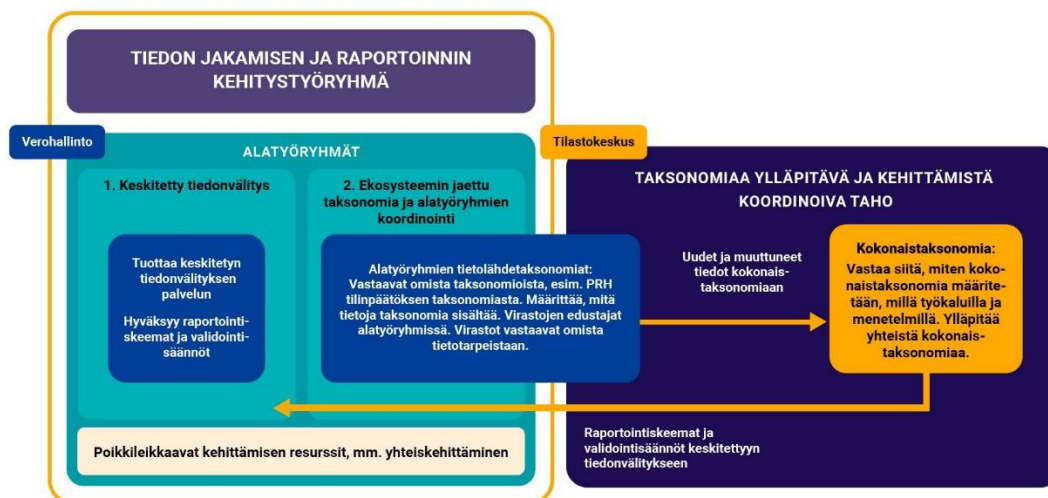 TIEDON JAKAMISEN JA RAPORTOINNIN
KEHITYSTYÖRYHMÄ
Verohallinto
ALATYÖRYHMÄT
1. Keskitetty tiedonvälitys
Tuottaa keskitetyn
tiedonvälityksen
palvelun
Hyväksyy raportointi-
skeemat ja validointi-
säännöt
2. Ekosysteemin jaettu
taksonomia ja alatyöryhmien
koordinointi
Alatyöryhmien tietolähdetaksonomiat:
Vastaavat omista taksonomioista, esim. PRH
tilinpäätöksen taksonomiasta. Määrittää, mitä
tietoja taksonomia sisältää. Virastojen edustajat
alatyöryhmissä. Virastot vastaavat omista
tietotarpeistaan.
Poikkileikkaavat kehittämisen resurssit, mm. yhteiskehittäminen
Tilastokeskus
TAKSONOMIAA YLLÄPITÄVÄ JA KEHITTÄMISTÄ
KOORDINOIVA TAHO
Uudet ja muuttuneet
tiedot kokonais-
taksonomiaan
Kokonaistaksonomia:
Vastaa siitä, miten koko-
naistaksonomia määrite-
tään, millä työkaluilla ja
menetelmillä. Ylläpitää
yhteistä kokonais-
taksonomiaa.
Raportointiskeemat ja
validointisäännöt keskitettyyn
tiedonvälitykseen